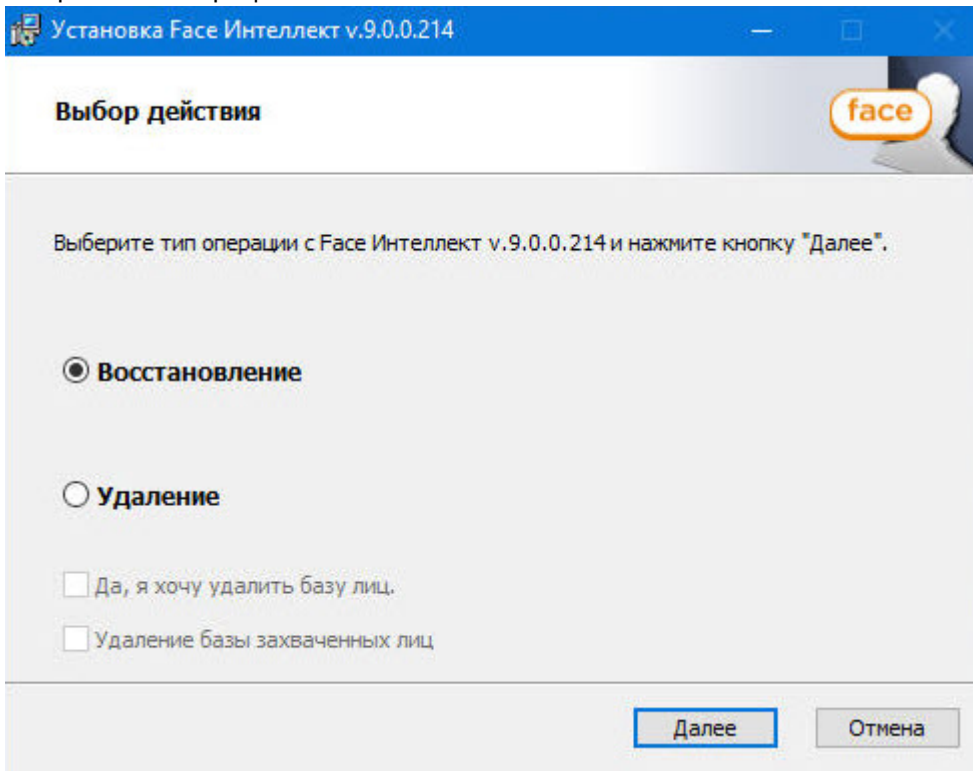 Установка Face Интеллект v.9.0.0.214
Выбор действия
face
Выберите тип операции с Face Интеллект v.9.0.0.214 и нажмите кнопку "Далее".
Восстановление
Удаление
Да, я хочу удалить базу лиц.
Удаление базы захваченных лиц
Далее
Отмена